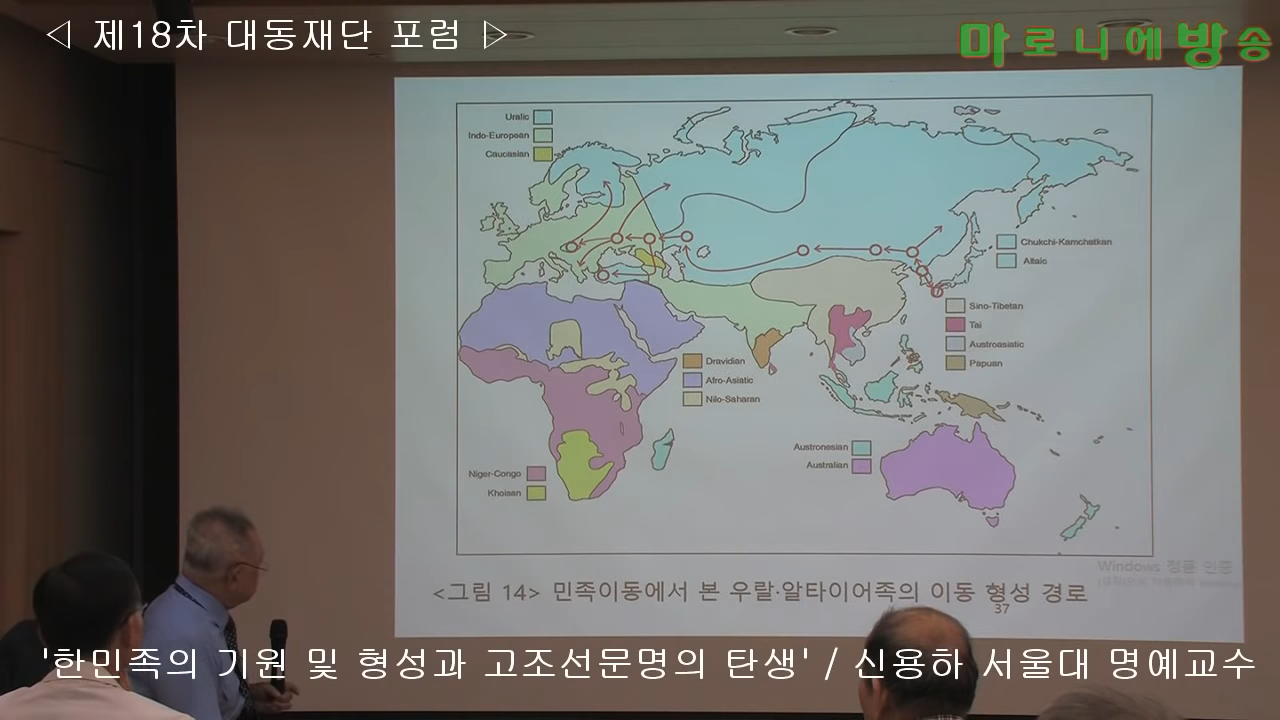 ◁ 제18차 대동재단 포럼 ▷
마로니에방송
Uralic
Indo-European
Caucasian
Chukchi-Kamchatkan
Altaic
Sino-Tibetan
Tai
Austroasiatic
Papuan
Dravidian
Afro-Asiatic
Nilo-Saharan
Austronesian
Australian
Niger-Congo
Khoisan
Windows 정품 인증
<그림 14> 민족이동에서 본 우랄·알타이어족의 이동 형성 경로
37
'한민족의 기원 및 형성과 고조선문명의 탄생' / 신용하 서울대 명예교수